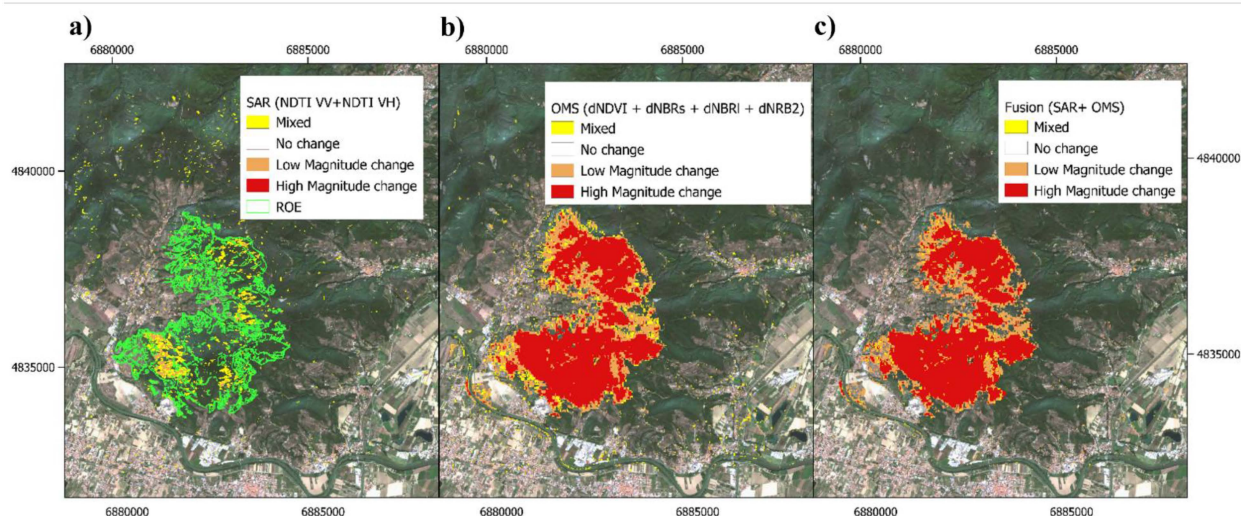 a)
b)
c)
6880000 6885000
6880000 6885000
6880000 6885000
SAR (NDTI VV+NDTI VH)
Mixed
No change
Low Magnitude change
High Magnitude change
ROE
OMS (dNDVI + dNBRs + dNBRl + dNRB2)
Mixed
No change
Low Magnitude change
High Magnitude change
Fusion (SAR+ OMS)
Mixed
No change
Low Magnitude change
High Magnitude change
4840000
4835000
4840000
4835000
6880000 6885000
6880000 6885000
6880000 6885000